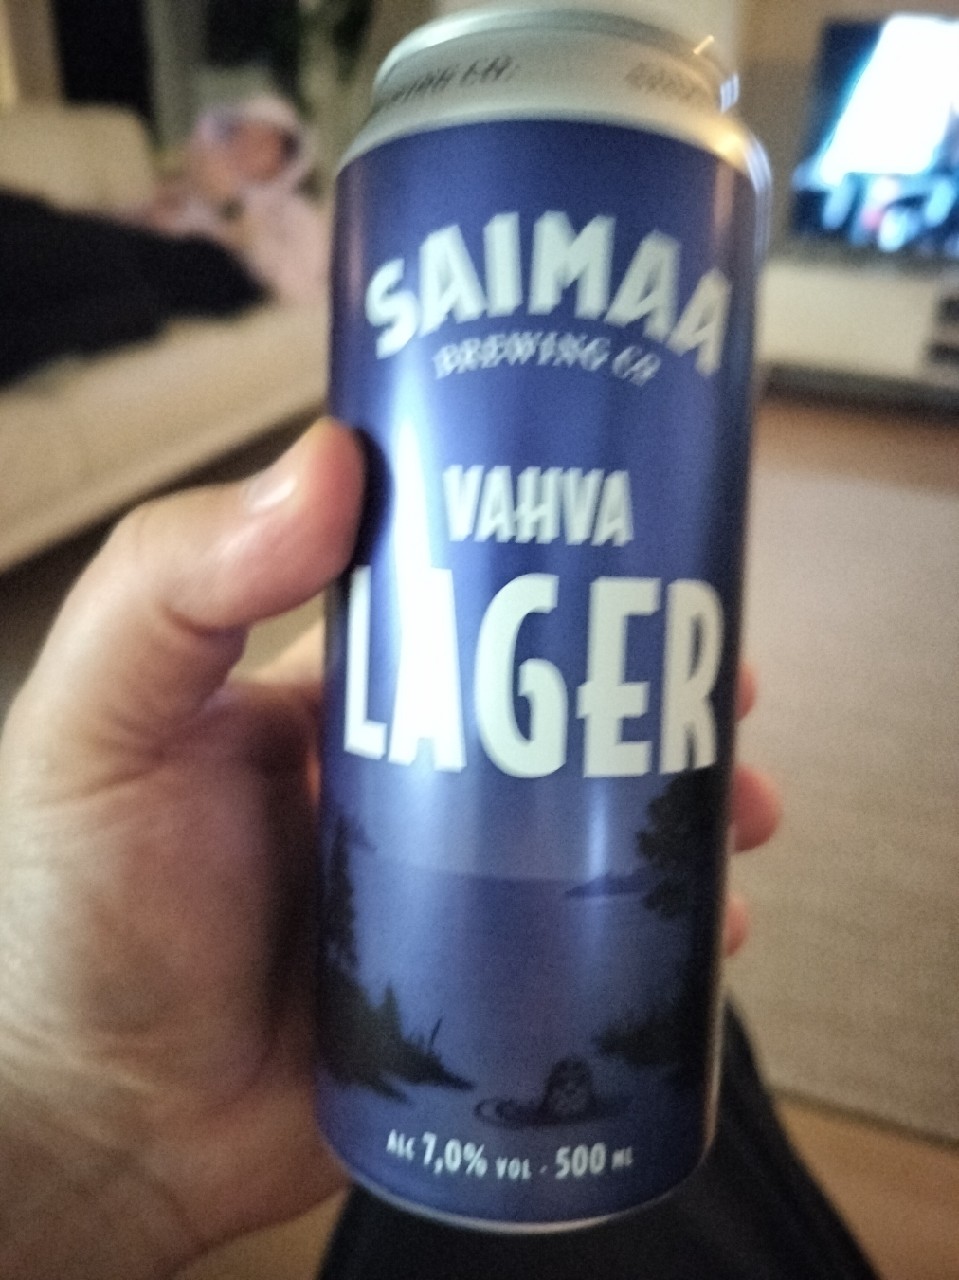 SAIMAA
BREWING CO
VAHVA
LAGER
ALC 7,0% VOL · 500 ML